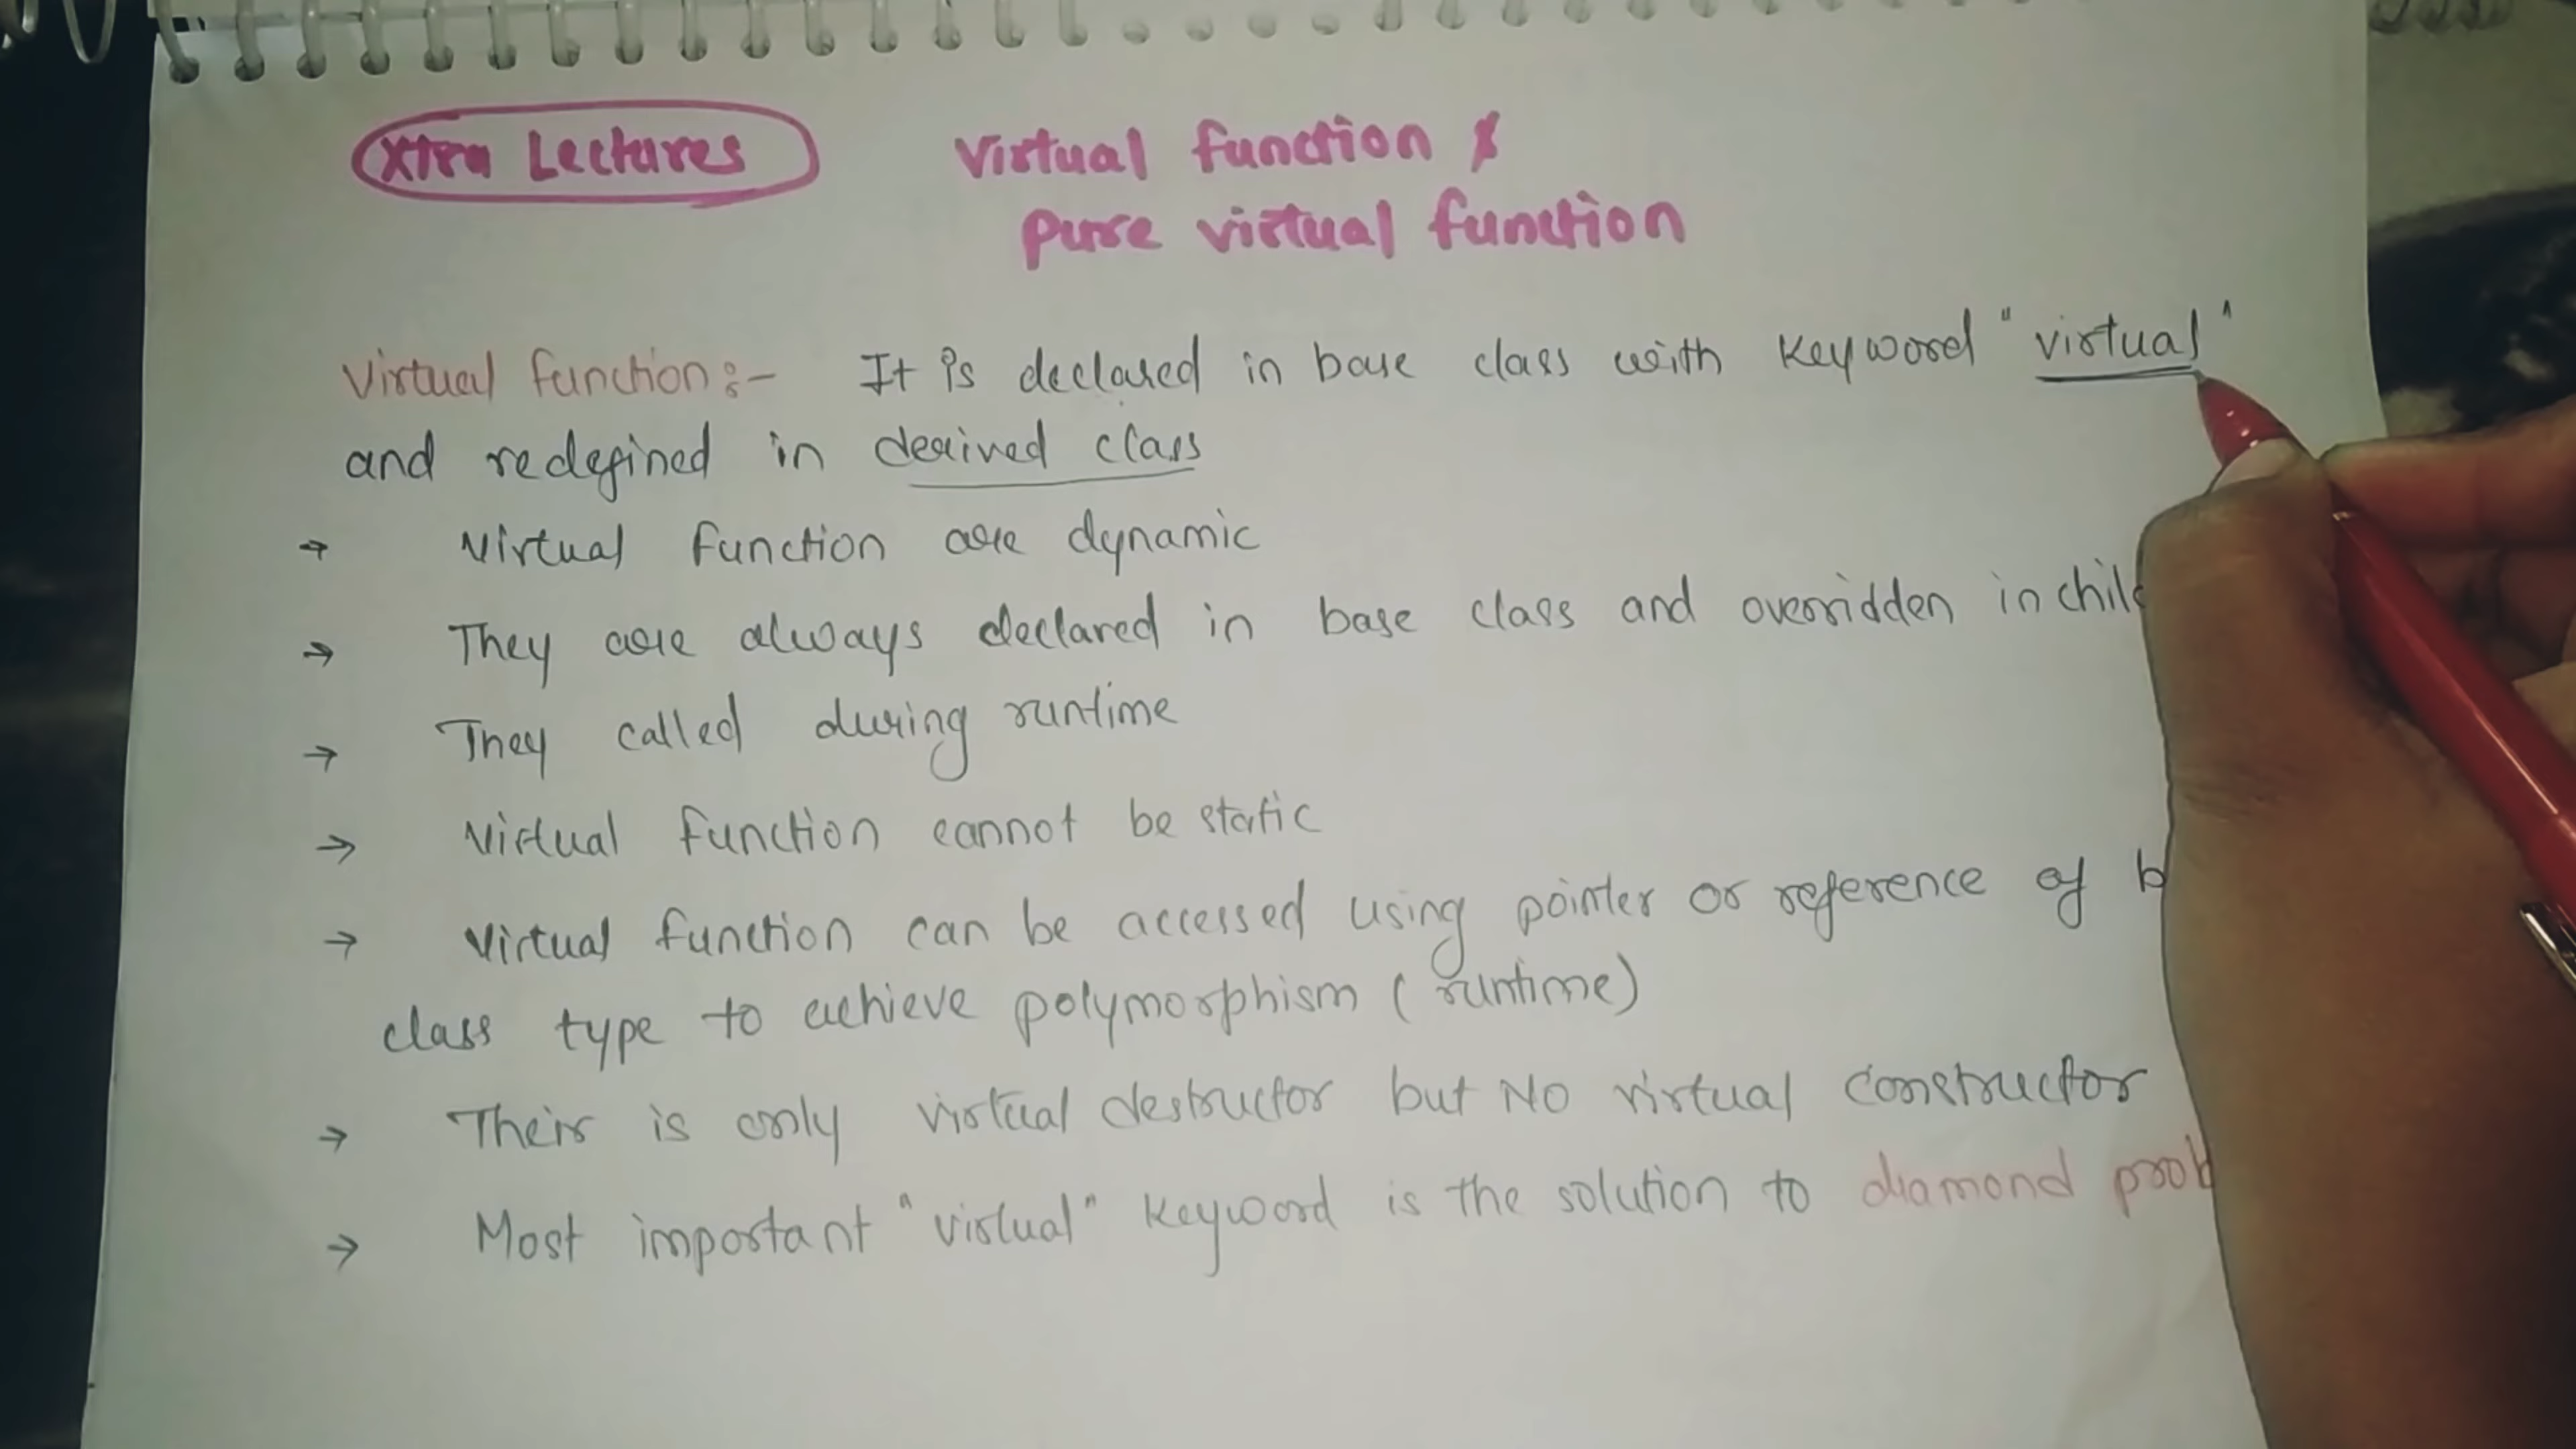 Xtra Lectures
Virtual function &
pure virtual function
Virtual function :- It is declared in base class with keyword "virtual"
and redefined in derived class
→ Virtual function are dynamic
→ They are always declared in base class and overridden in child
→ They called during runtime
→ Virtual function cannot be static
→ Virtual function can be accessed using pointer or reference of b
class type to achieve polymorphism (runtime)
→ Their is only virtual destructor but NO virtual constructor
→ Most important "virtual" keyword is the solution to diamond prob